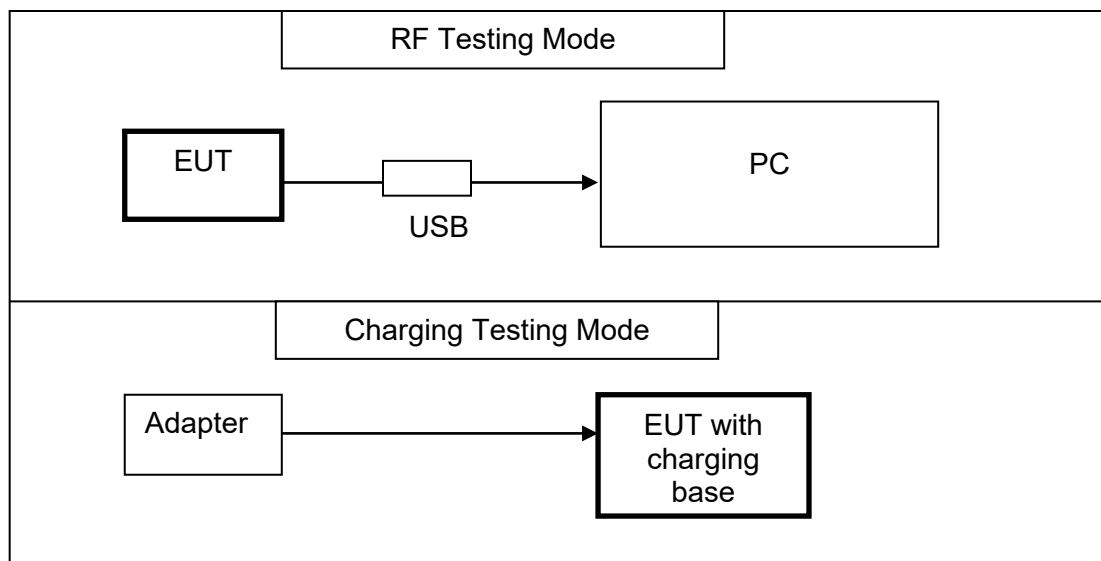 RF Testing Mode
EUT
PC
USB
Charging Testing Mode
Adapter
EUT with
charging
base